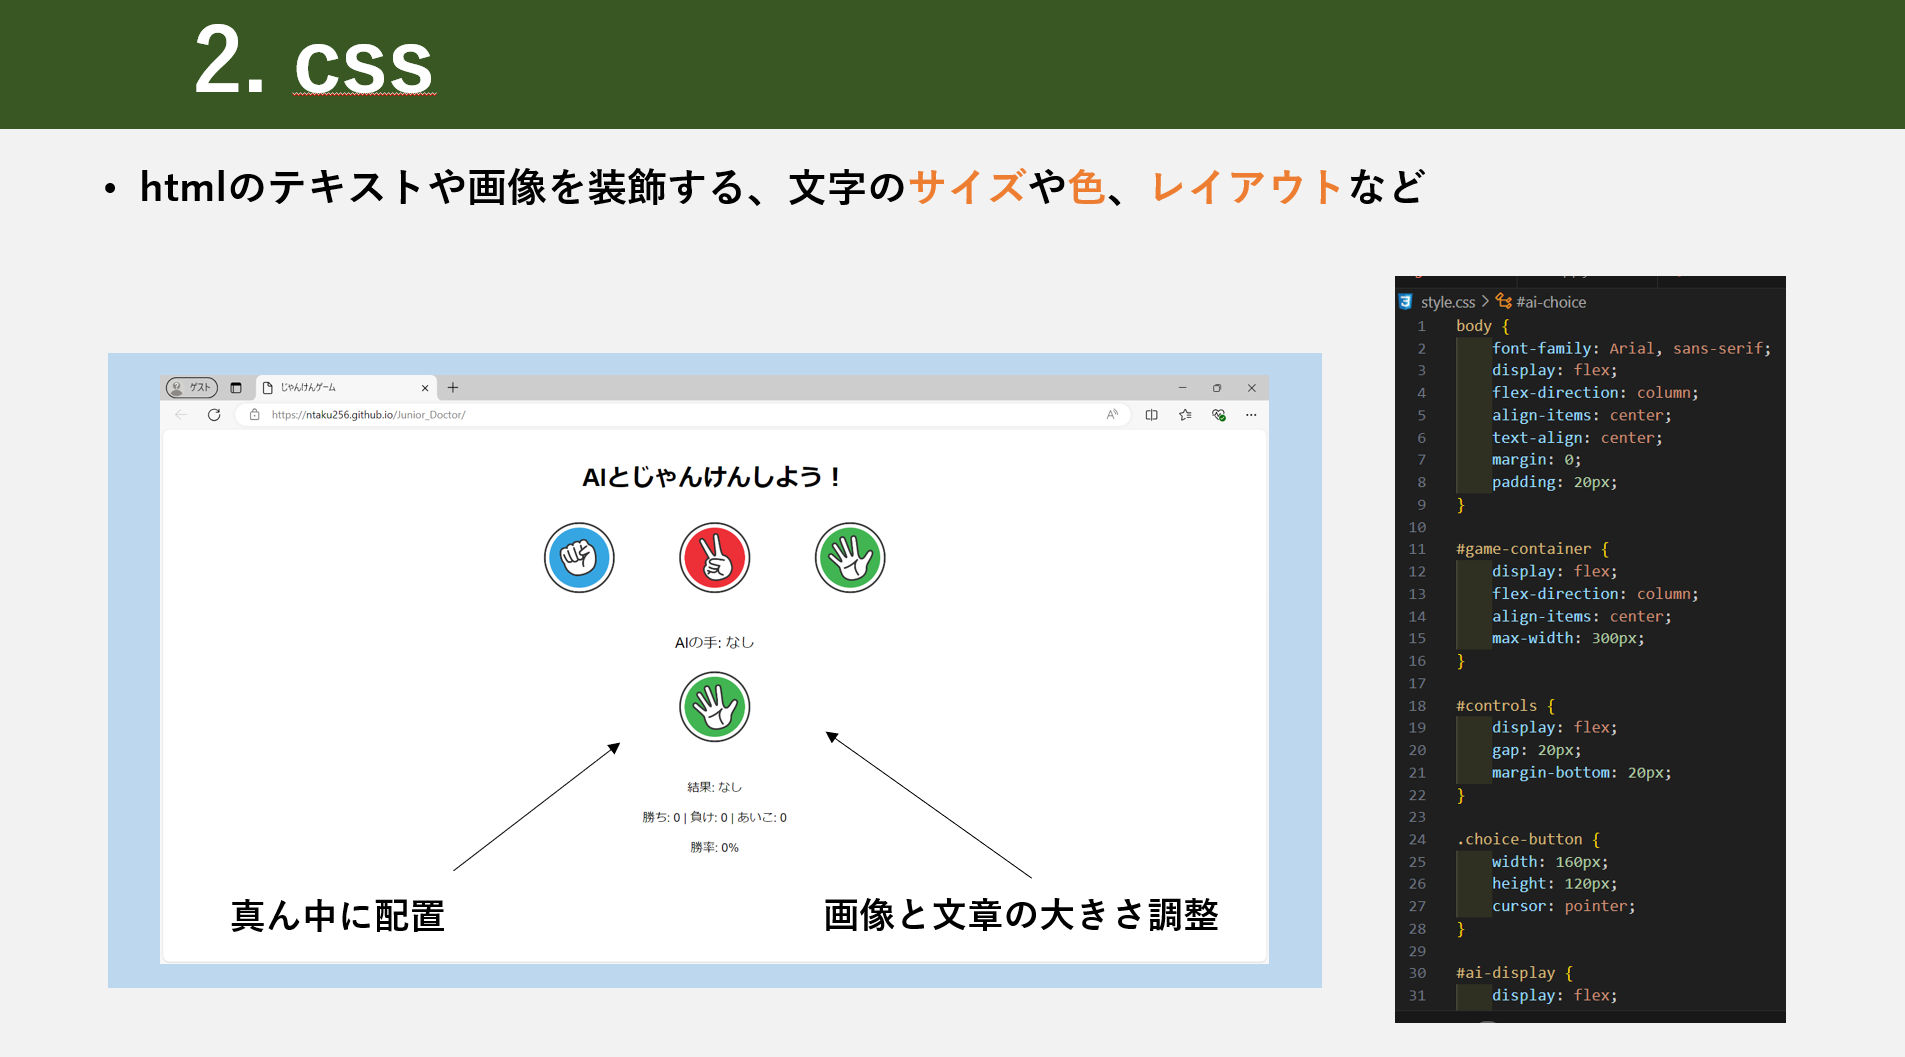 2. css
• htmlのテキストや画像を装飾する、文字のサイズや色、レイアウトなど
ゲスト
じゃんけんゲーム
https://ntaku256.github.io/Junior_Doctor/
AIとじゃんけんしよう！
AIの手: なし
結果: なし
勝ち: 0 | 負け: 0 | あいこ: 0
勝率: 0%
真ん中に配置
画像と文章の大きさ調整
style.css > #ai-choice
1 body {
2 font-family: Arial, sans-serif;
3 display: flex;
4 flex-direction: column;
5 align-items: center;
6 text-align: center;
7 margin: 0;
8 padding: 20px;
9 }
10
11 #game-container {
12 display: flex;
13 flex-direction: column;
14 align-items: center;
15 max-width: 300px;
16 }
17
18 #controls {
19 display: flex;
20 gap: 20px;
21 margin-bottom: 20px;
22 }
23
24 .choice-button {
25 width: 160px;
26 height: 120px;
27 cursor: pointer;
28 }
29
30 #ai-display {
31 display: flex;